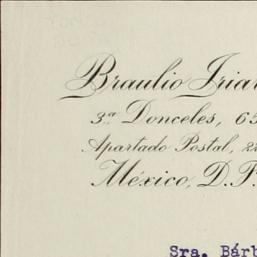 Braulio Iriar
3ª Donceles, 65
Apartado Postal, 2
México, D. F.
Sra. Bárb